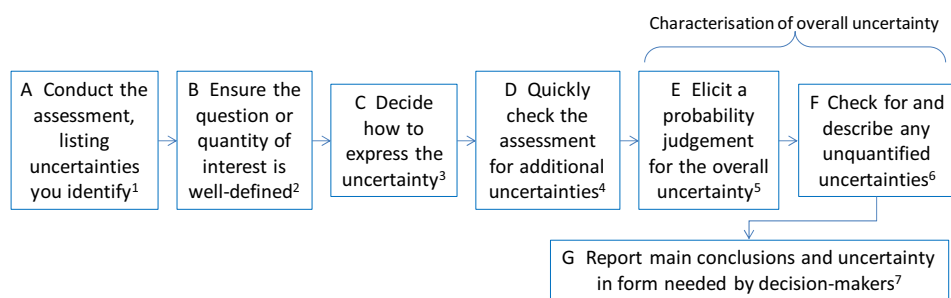 Characterisation of overall uncertainty
A Conduct the
assessment,
listing
uncertainties
you identify¹
B Ensure the
question or
quantity of
interest is
well-defined²
C Decide
how to
express the
uncertainty³
D Quickly
check the
assessment
for additional
uncertainties⁴
E Elicit a
probability
judgement
for the overall
uncertainty⁵
F Check for and
describe any
unquantified
uncertainties⁶
G Report main conclusions and uncertainty
in form needed by decision-makers⁷